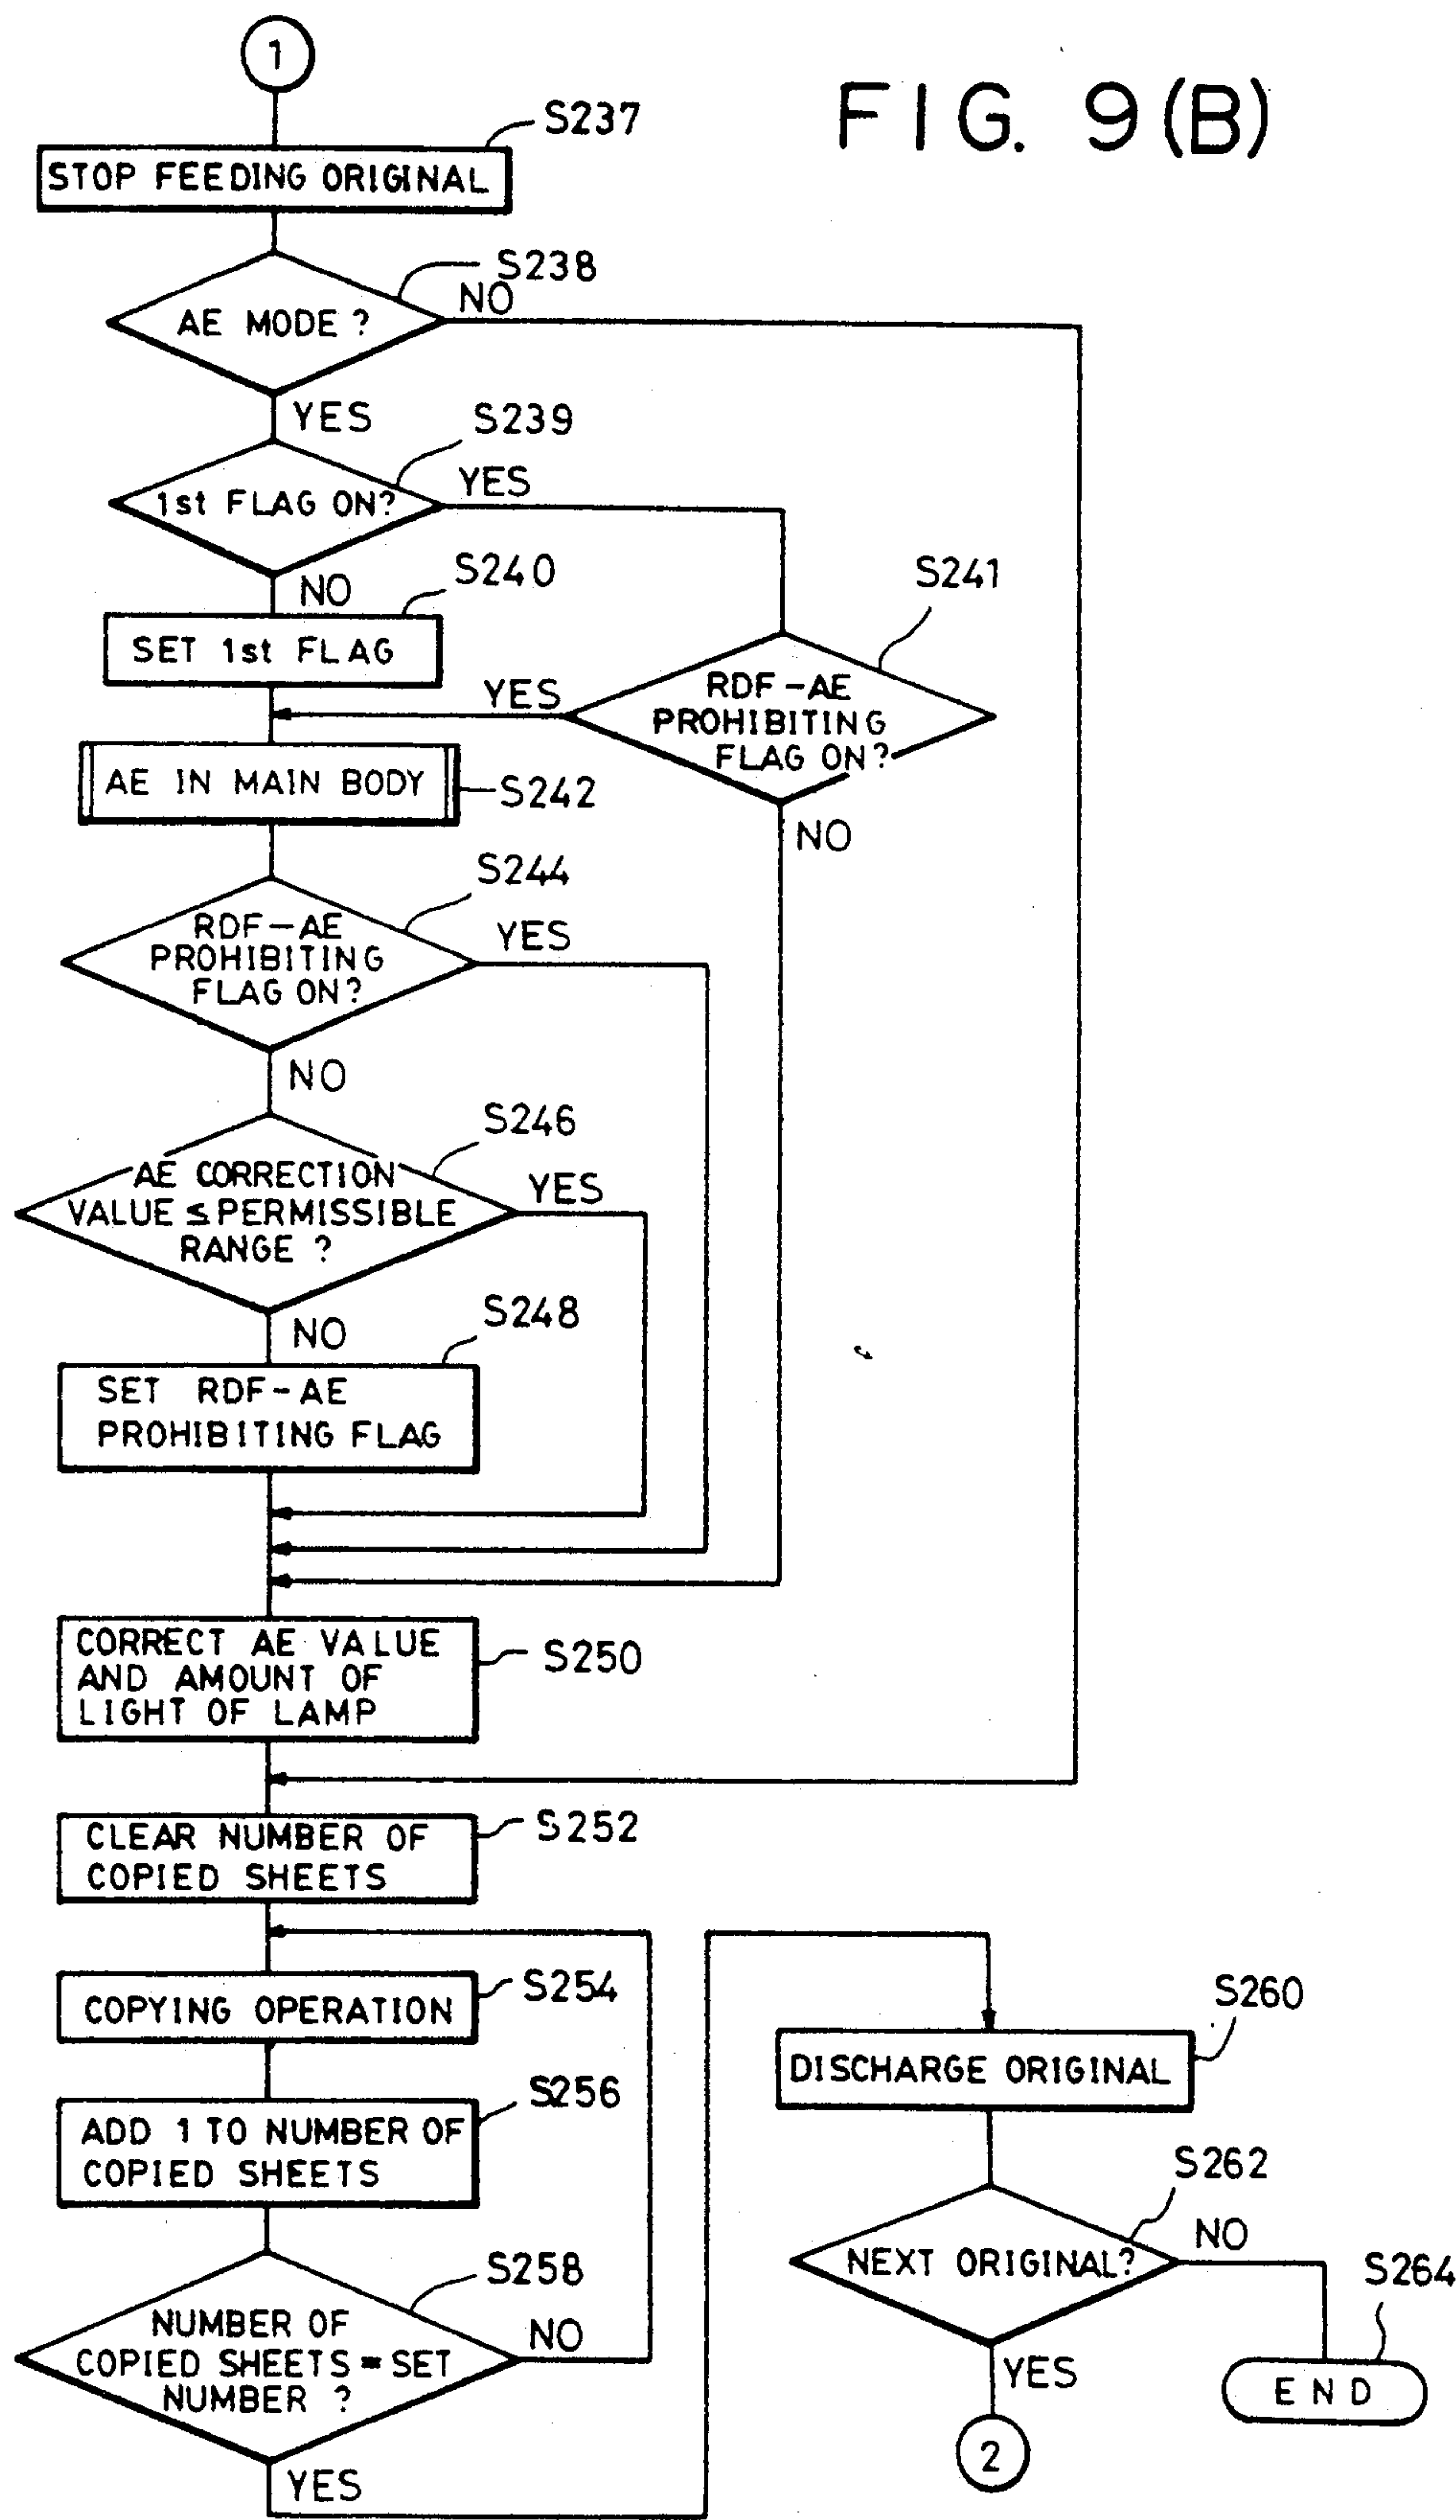 1
FIG. 9(B)
S237
STOP FEEDING ORIGINAL
S238
NO
AE MODE ?
YES
S239
YES
1st FLAG ON?
NO
S240
S241
SET 1st FLAG
YES
RDF-AE
PROHIBITING
FLAG ON?
AE IN MAIN BODY
S242
NO
S244
YES
RDF-AE
PROHIBITING
FLAG ON?
NO
S246
YES
AE CORRECTION
VALUE ≤ PERMISSIBLE
RANGE ?
S248
NO
SET RDF-AE
PROHIBITING FLAG
CORRECT AE VALUE
AND AMOUNT OF
LIGHT OF LAMP
S250
CLEAR NUMBER OF
COPIED SHEETS
S252
COPYING OPERATION
S254
ADD 1 TO NUMBER OF
COPIED SHEETS
S256
S258
NUMBER OF
COPIED SHEETS = SET
NUMBER ?
NO
YES
S260
DISCHARGE ORIGINAL
S262
NO
NEXT ORIGINAL?
S264
YES
END
2